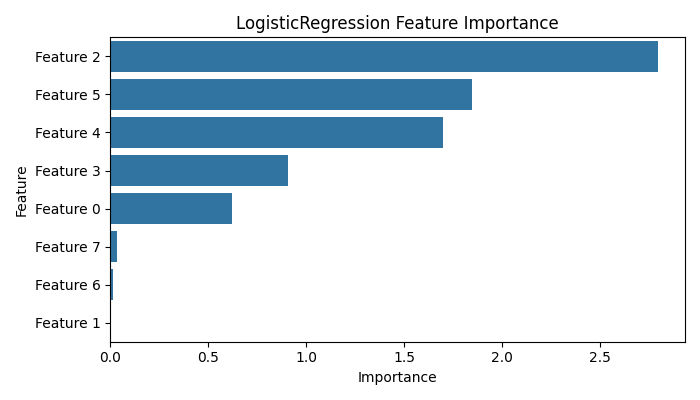 LogisticRegression Feature Importance
Feature 2
Feature 5
Feature 4
Feature 3
Feature 0
Feature 7
Feature 6
Feature 1
Feature
0.0 0.5 1.0 1.5 2.0 2.5
Importance